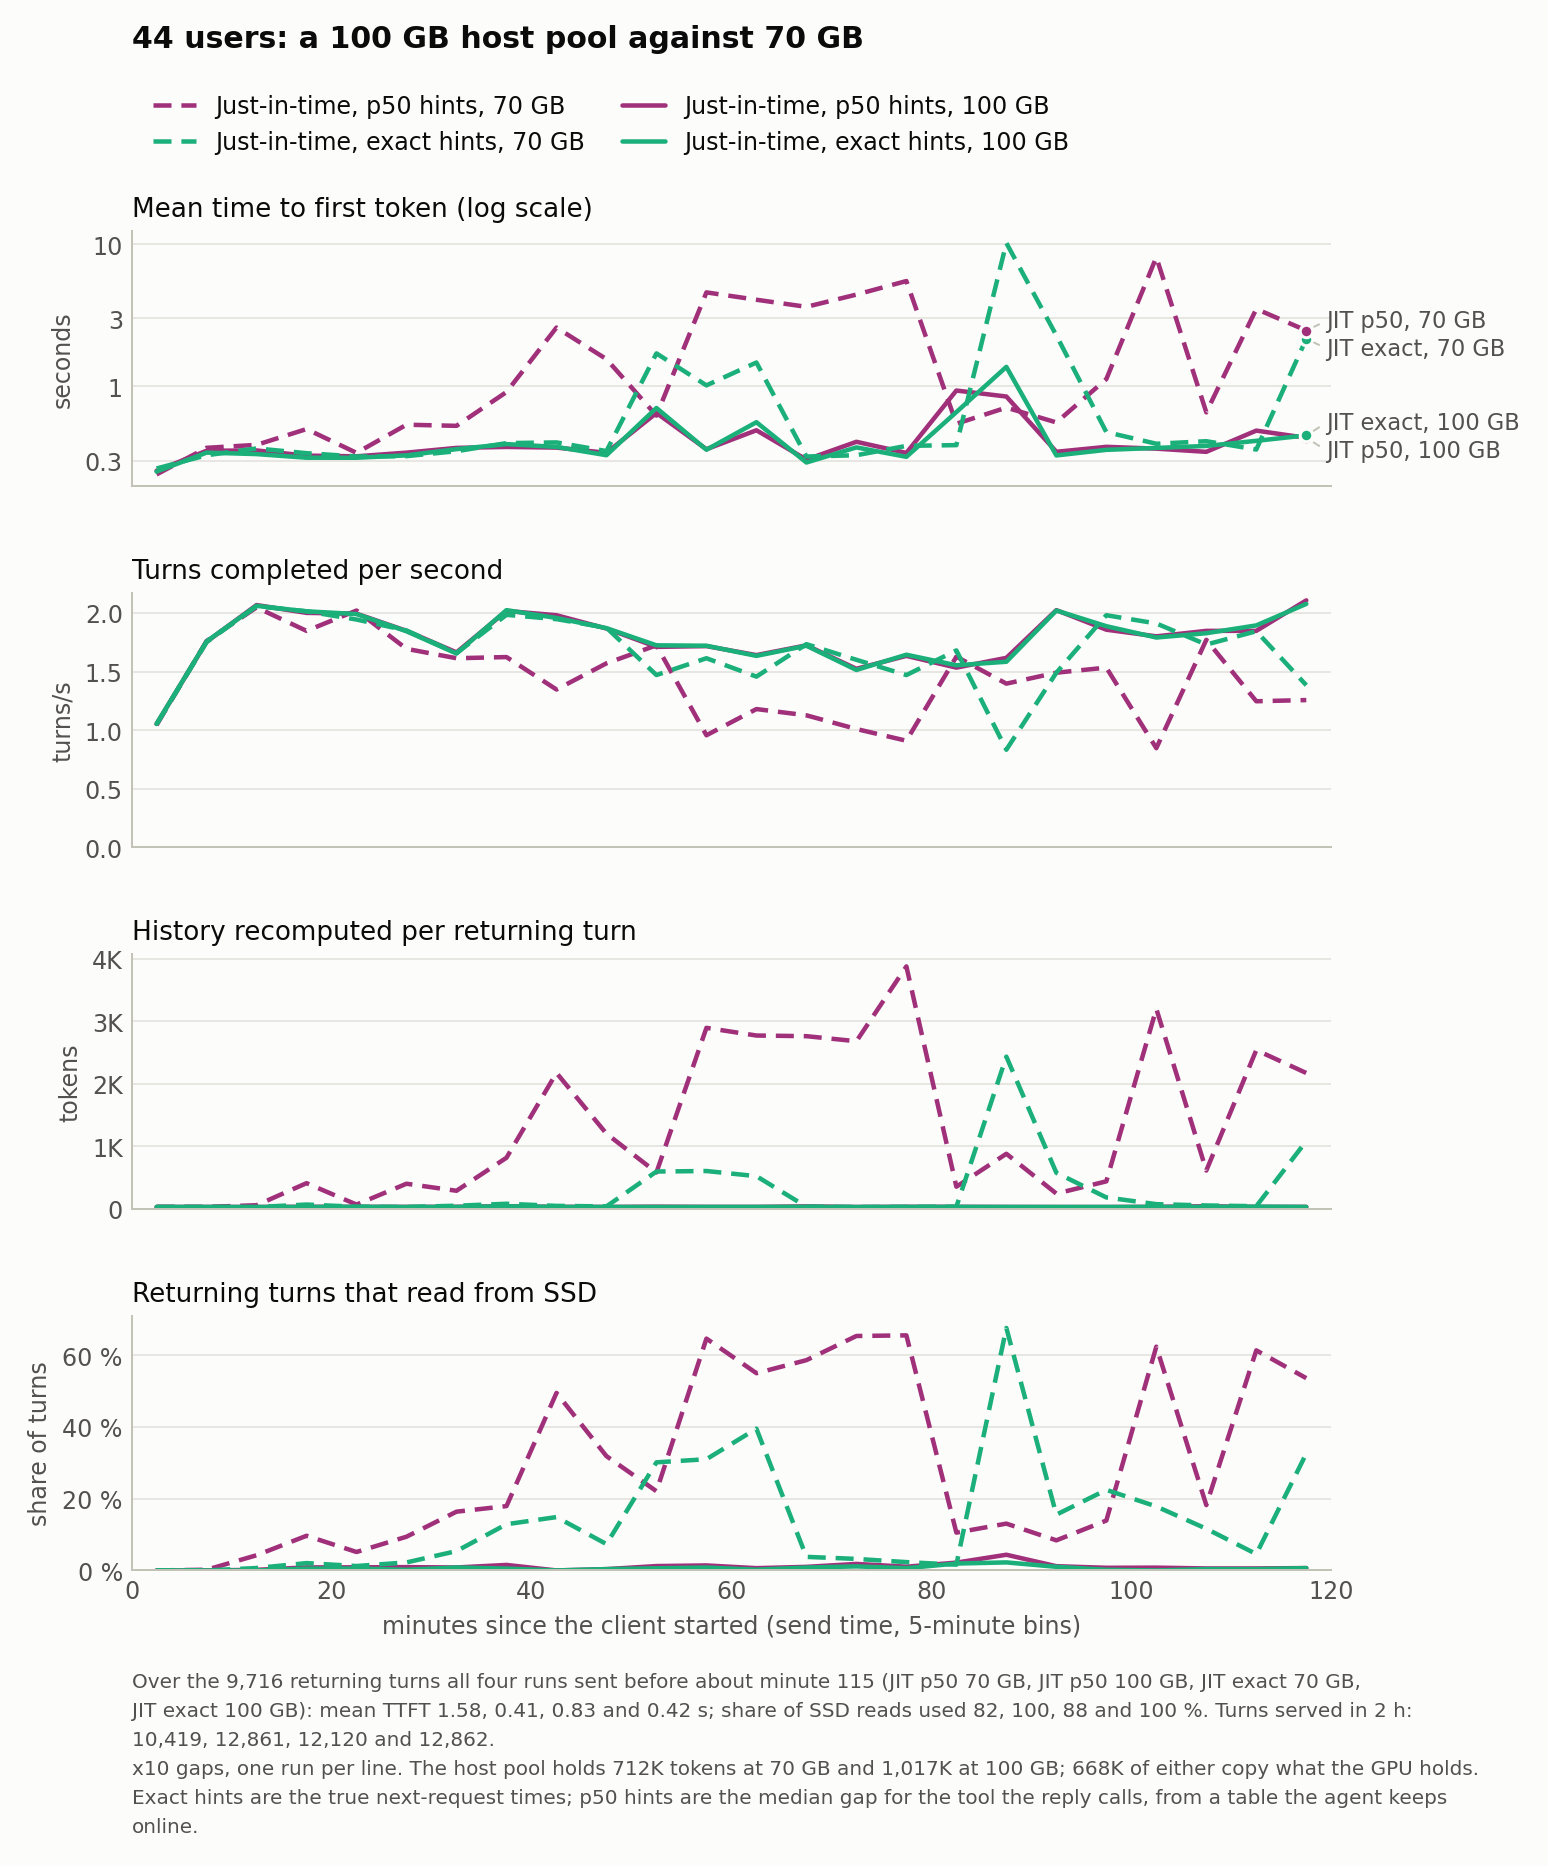 44 users: a 100 GB host pool against 70 GB
Just-in-time, p50 hints, 70 GB
Just-in-time, p50 hints, 100 GB
Just-in-time, exact hints, 70 GB
Just-in-time, exact hints, 100 GB
Mean time to first token (log scale)
10
3
1
0.3
seconds
JIT p50, 70 GB
JIT exact, 70 GB
JIT exact, 100 GB
JIT p50, 100 GB
Turns completed per second
2.0
1.5
1.0
0.5
0.0
turns/s
History recomputed per returning turn
4K
3K
2K
1K
0
tokens
Returning turns that read from SSD
60 %
40 %
20 %
0 %
share of turns
0 20 40 60 80 100 120
minutes since the client started (send time, 5-minute bins)
Over the 9,716 returning turns all four runs sent before about minute 115 (JIT p50 70 GB, JIT p50 100 GB, JIT exact 70 GB,
JIT exact 100 GB): mean TTFT 1.58, 0.41, 0.83 and 0.42 s; share of SSD reads used 82, 100, 88 and 100 %. Turns served in 2 h:
10,419, 12,861, 12,120 and 12,862.
x10 gaps, one run per line. The host pool holds 712K tokens at 70 GB and 1,017K at 100 GB; 668K of either copy what the GPU holds.
Exact hints are the true next-request times; p50 hints are the median gap for the tool the reply calls, from a table the agent keeps
online.